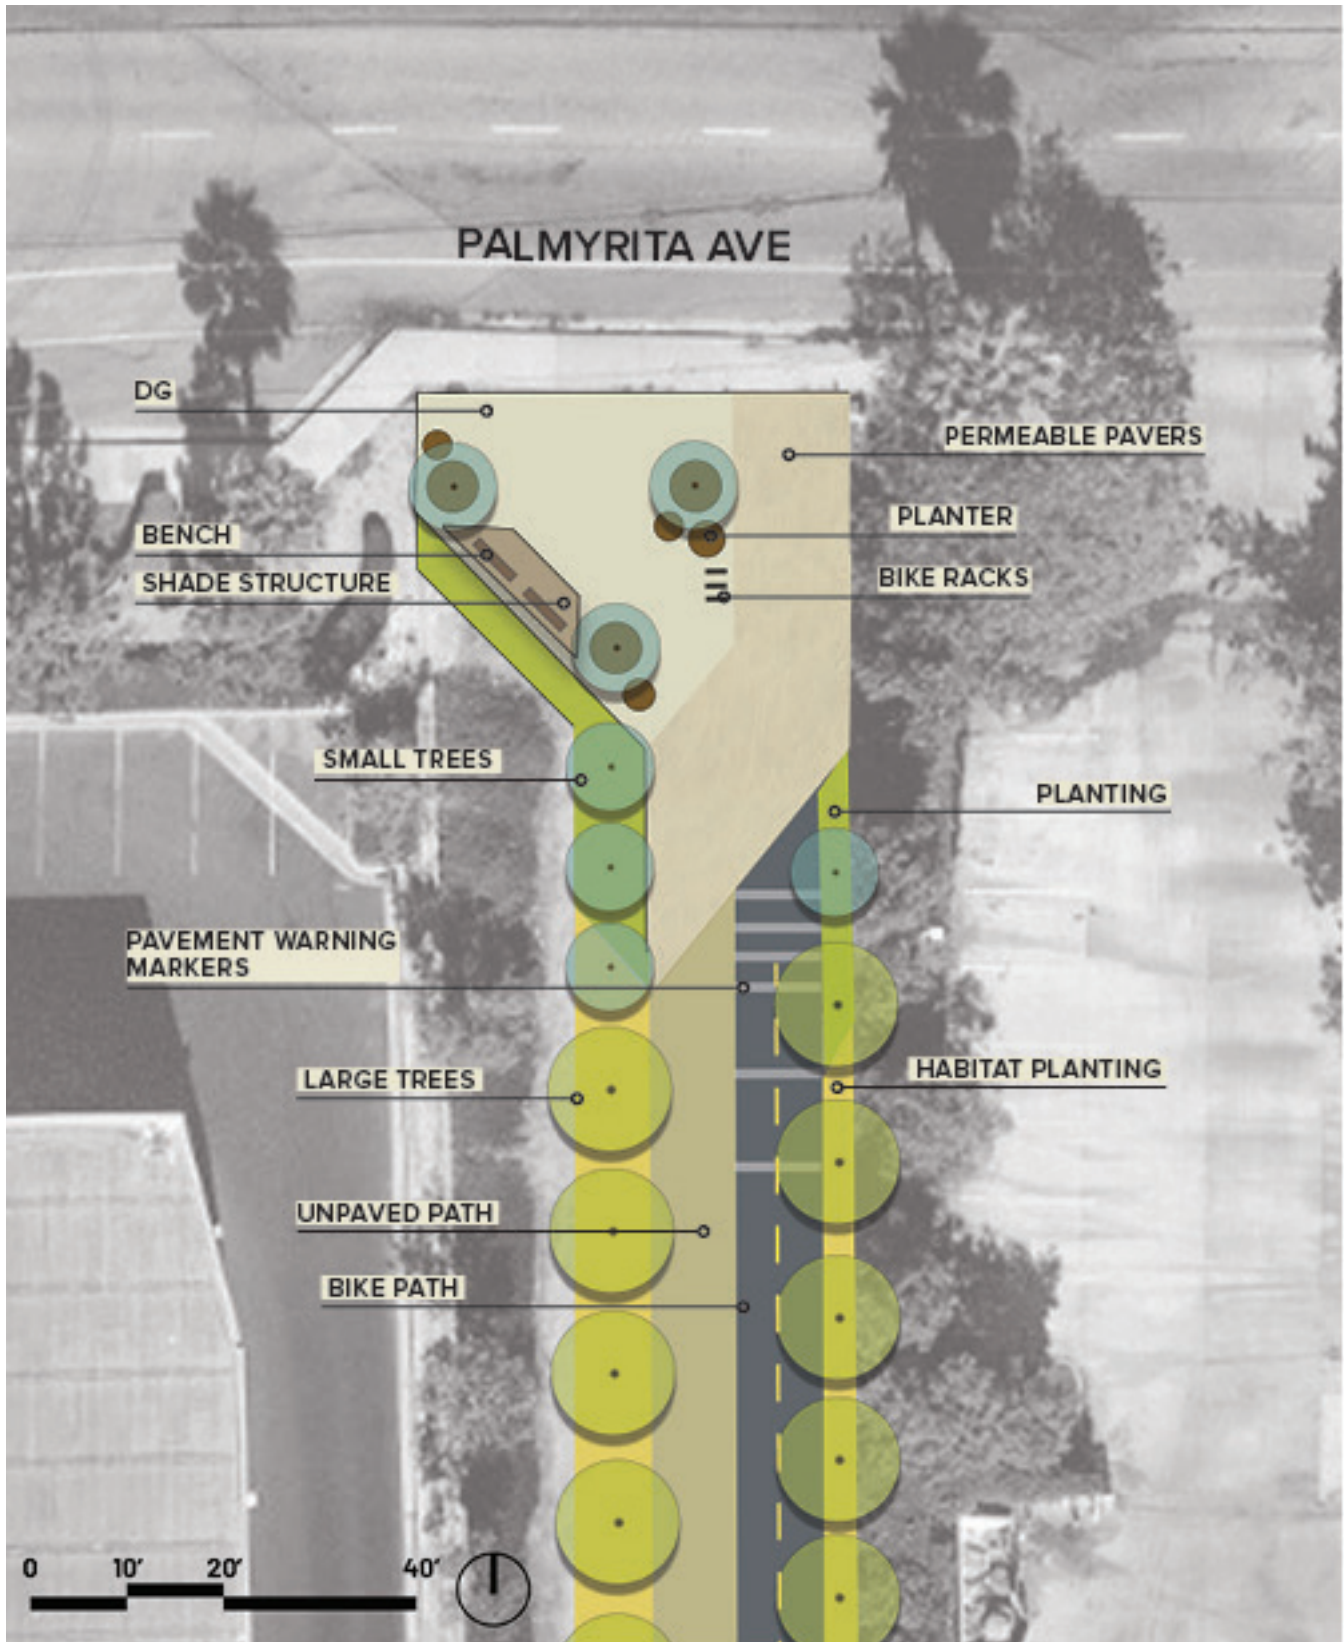 PALMYRITA AVE
DG
PERMEABLE PAVERS
PLANTER
BENCH
SHADE STRUCTURE
BIKE RACKS
SMALL TREES
PLANTING
PAVEMENT WARNING
MARKERS
HABITAT PLANTING
LARGE TREES
UNPAVED PATH
BIKE PATH
0 10' 20' 40'